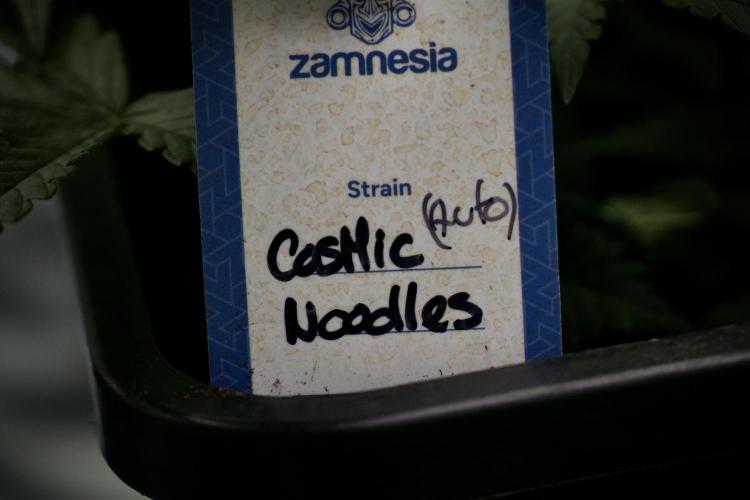 zamnesia
Strain
(Auto)
Cosmic
Noodles